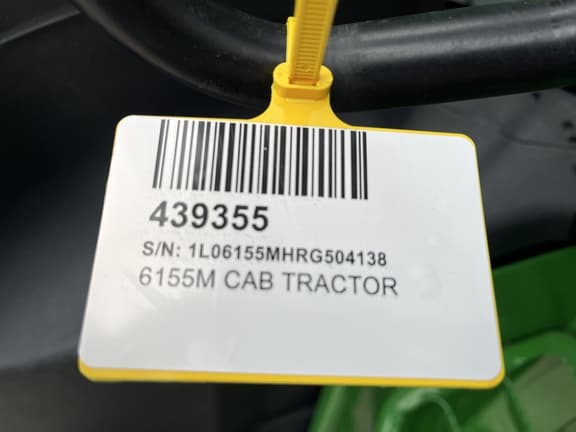 439355
S/N: 1L06155MHRG504138
6155M CAB TRACTOR